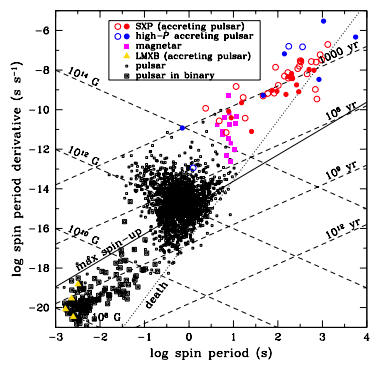 SXP (accreting pulsar)
high-P accreting pulsar
magnetar
LMXB (accreting pulsar)
pulsar
pulsar in binary
10¹⁴ G
1000 yr
10⁶ yr
10¹² G
10⁹ yr
10¹⁰ G
max spin-up
10¹² yr
death
10⁸ G
log spin period derivative (s s⁻¹)
−6
−8
−10
−12
−14
−16
−18
−20
−3 −2 −1 0 1 2 3 4
log spin period (s)